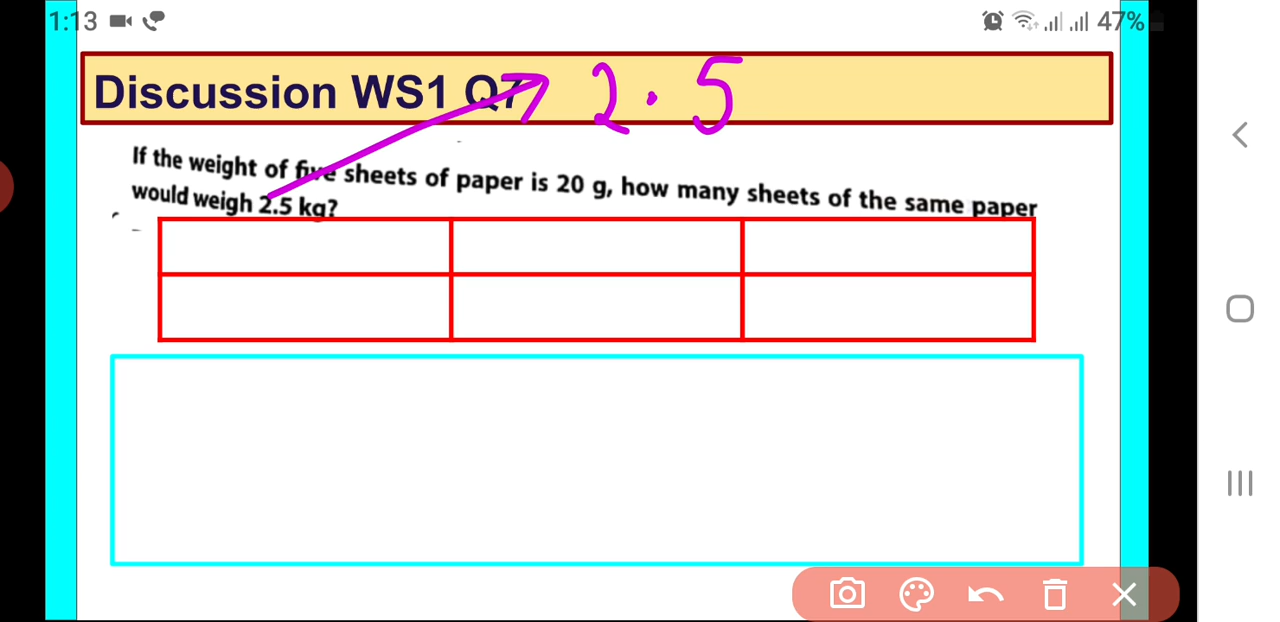 1:13 47%
Discussion WS1 Q7 2.5
If the weight of five sheets of paper is 20 g, how many sheets of the same paper
would weigh 2.5 kg?